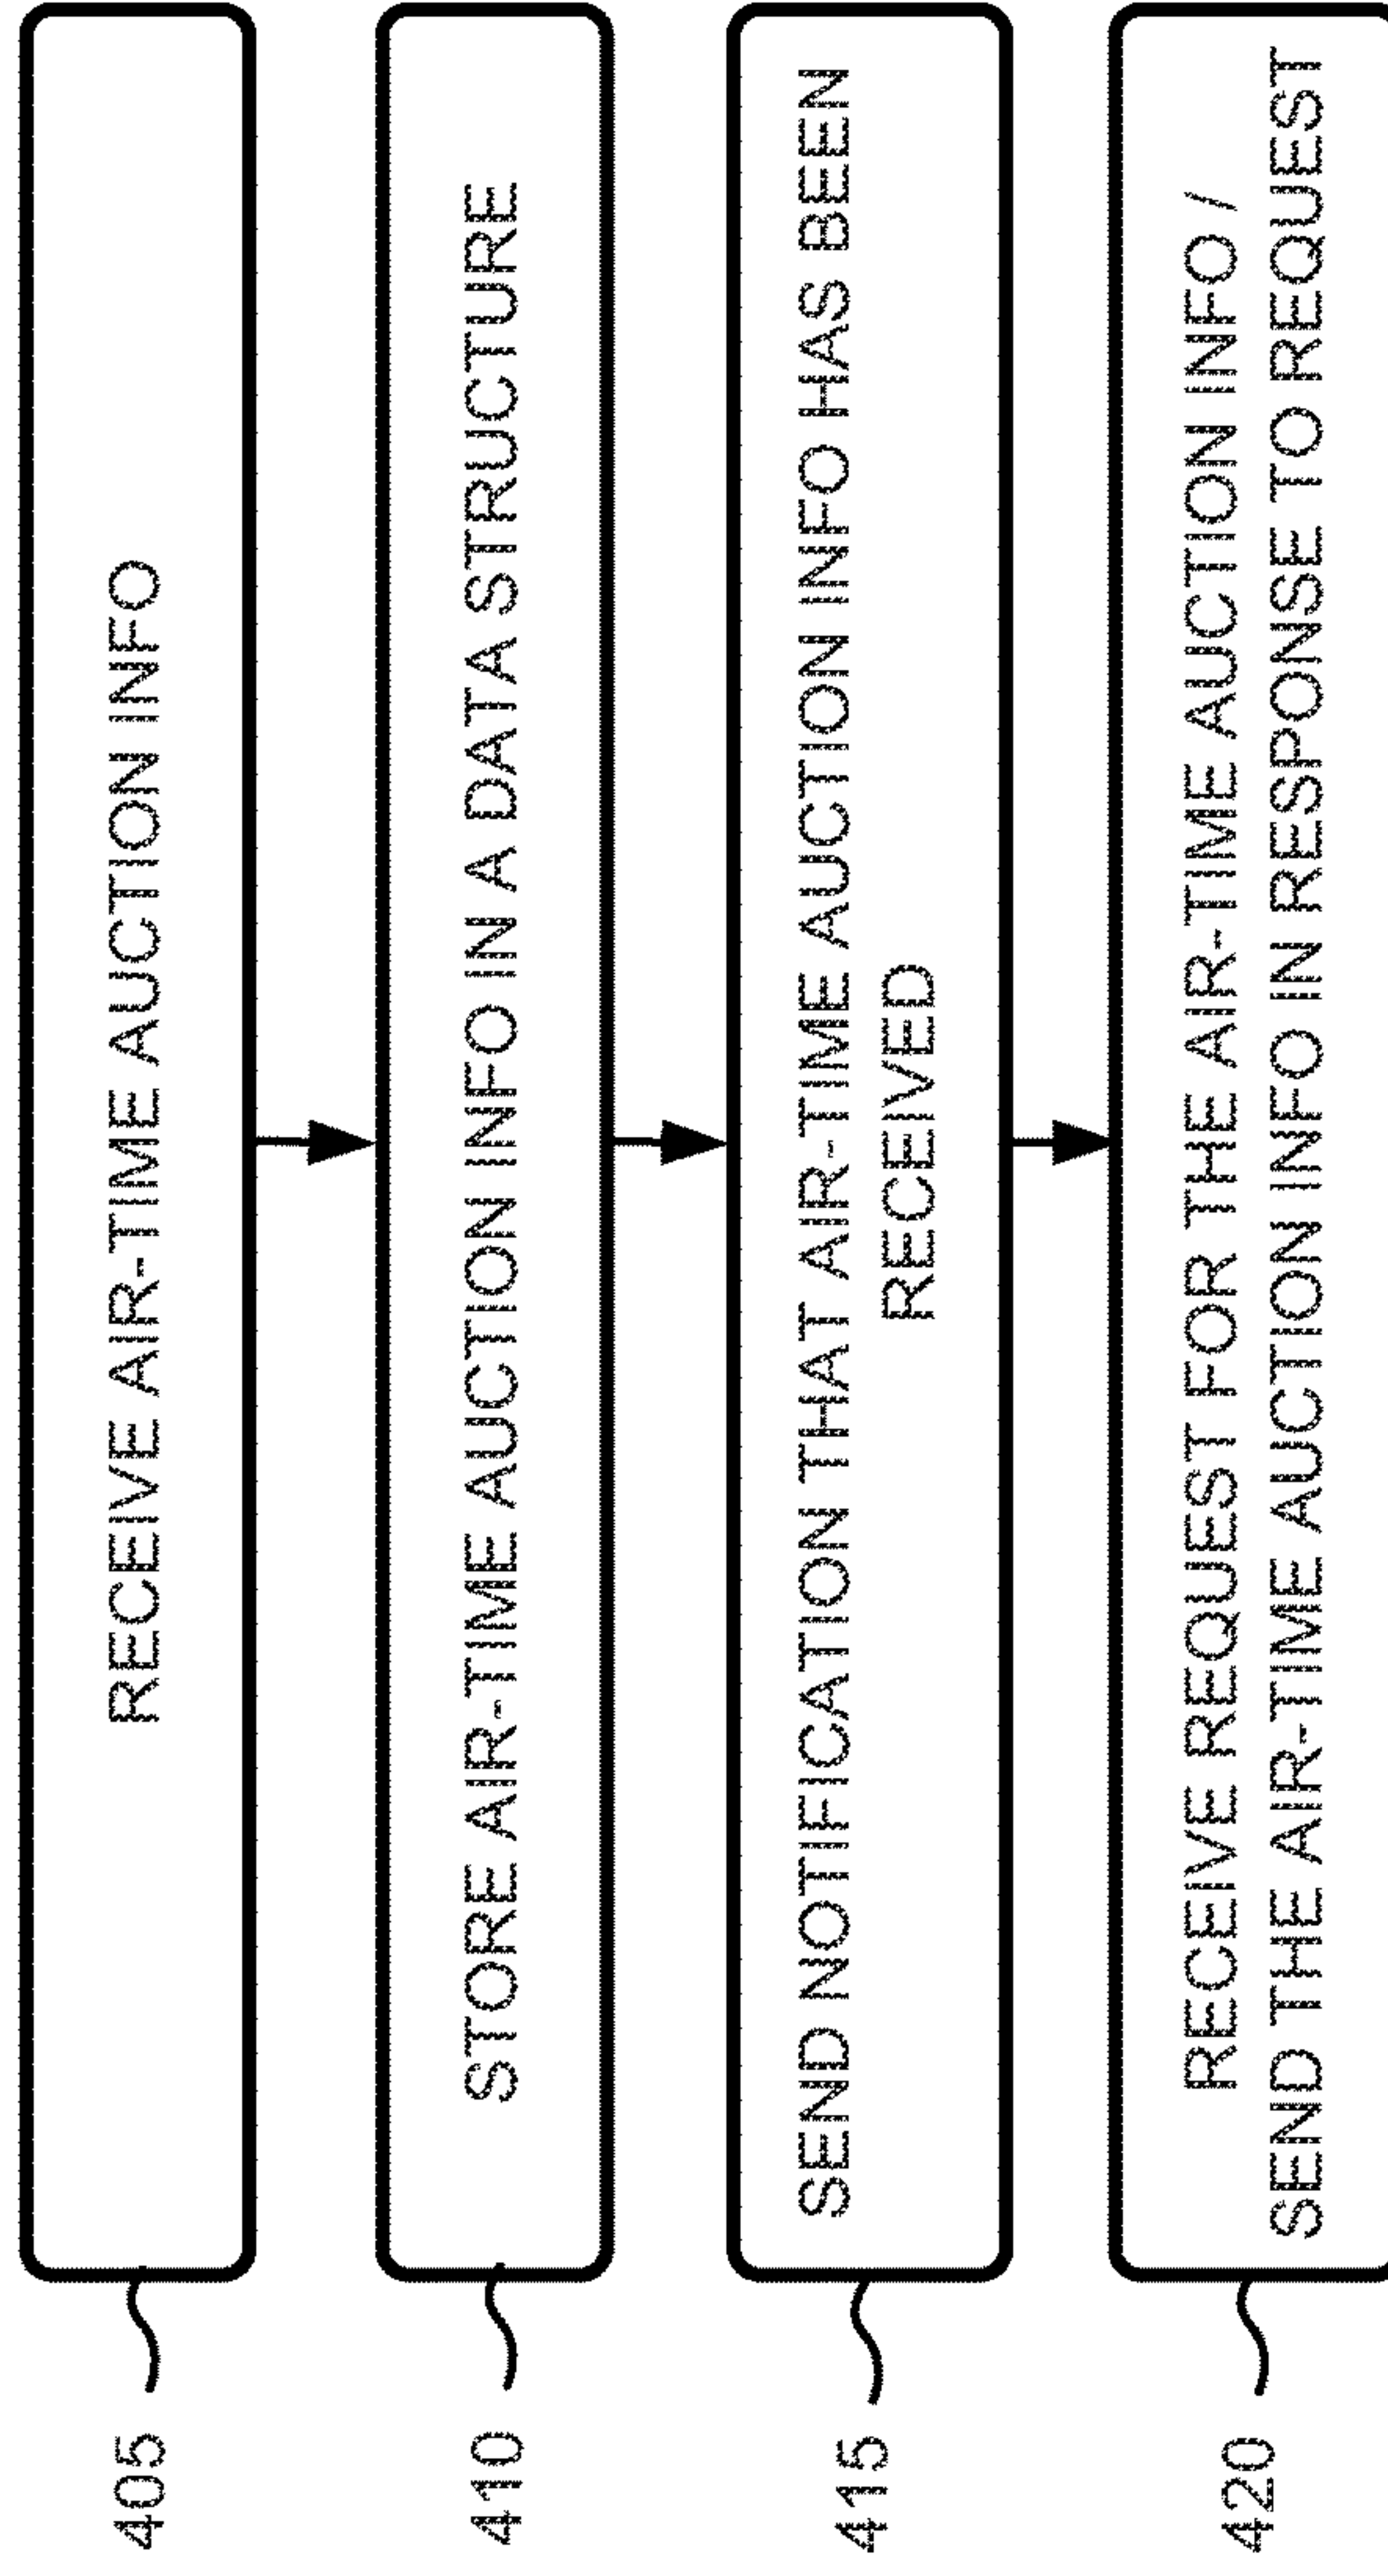 405
RECEIVE AIR-TIME AUCTION INFO
410
STORE AIR-TIME AUCTION INFO IN A DATA STRUCTURE
415
SEND NOTIFICATION THAT AIR-TIME AUCTION INFO HAS BEEN
RECEIVED
420
RECEIVE REQUEST FOR THE AIR-TIME AUCTION INFO /
SEND THE AIR-TIME AUCTION INFO IN RESPONSE TO REQUEST